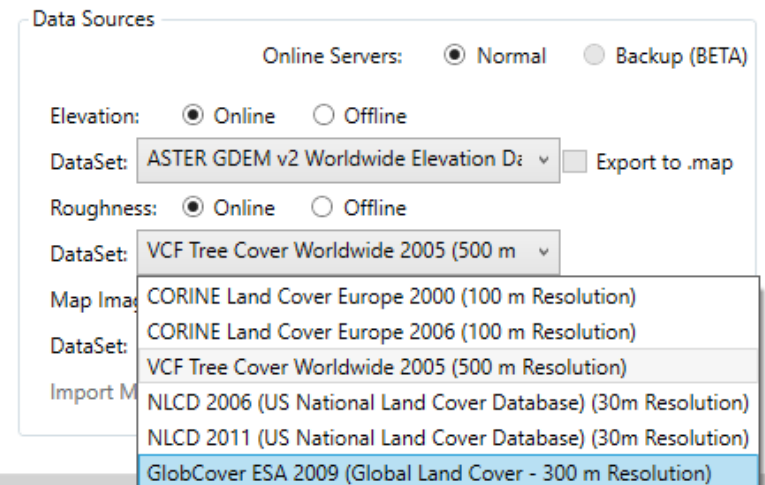 Data Sources
Online Servers: Normal Backup (BETA)
Elevation: Online Offline
DataSet: ASTER GDEM v2 Worldwide Elevation Da Export to .map
Roughness: Online Offline
DataSet: VCF Tree Cover Worldwide 2005 (500 m
Map Imag
CORINE Land Cover Europe 2000 (100 m Resolution)
CORINE Land Cover Europe 2006 (100 m Resolution)
DataSet:
VCF Tree Cover Worldwide 2005 (500 m Resolution)
Import M
NLCD 2006 (US National Land Cover Database) (30m Resolution)
NLCD 2011 (US National Land Cover Database) (30m Resolution)
GlobCover ESA 2009 (Global Land Cover - 300 m Resolution)